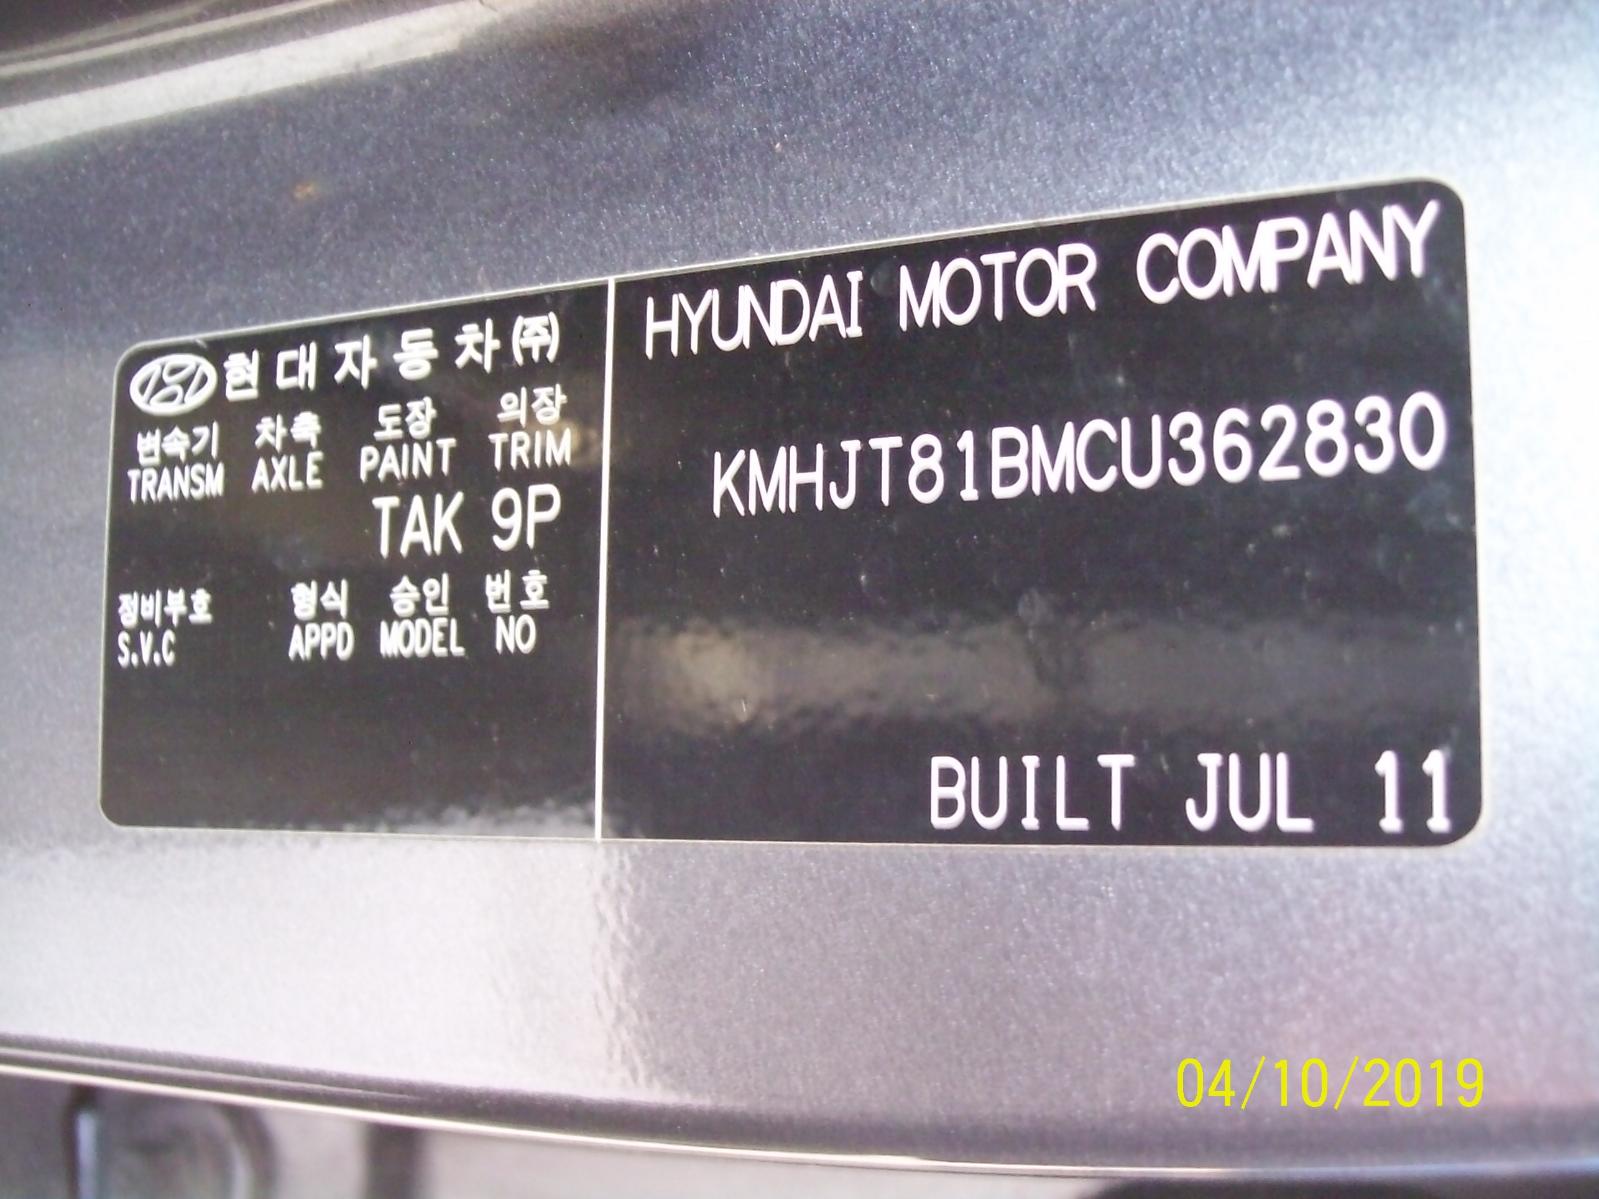 현대자동차(주)
변속기 차축 도장 의장
TRANSM AXLE PAINT TRIM
TAK 9P
정비부호 형식 승인 번호
S.V.C APPD MODEL NO
HYUNDAI MOTOR COMPANY
KMHJT81BMCU362830
BUILT JUL 11
04/10/2019